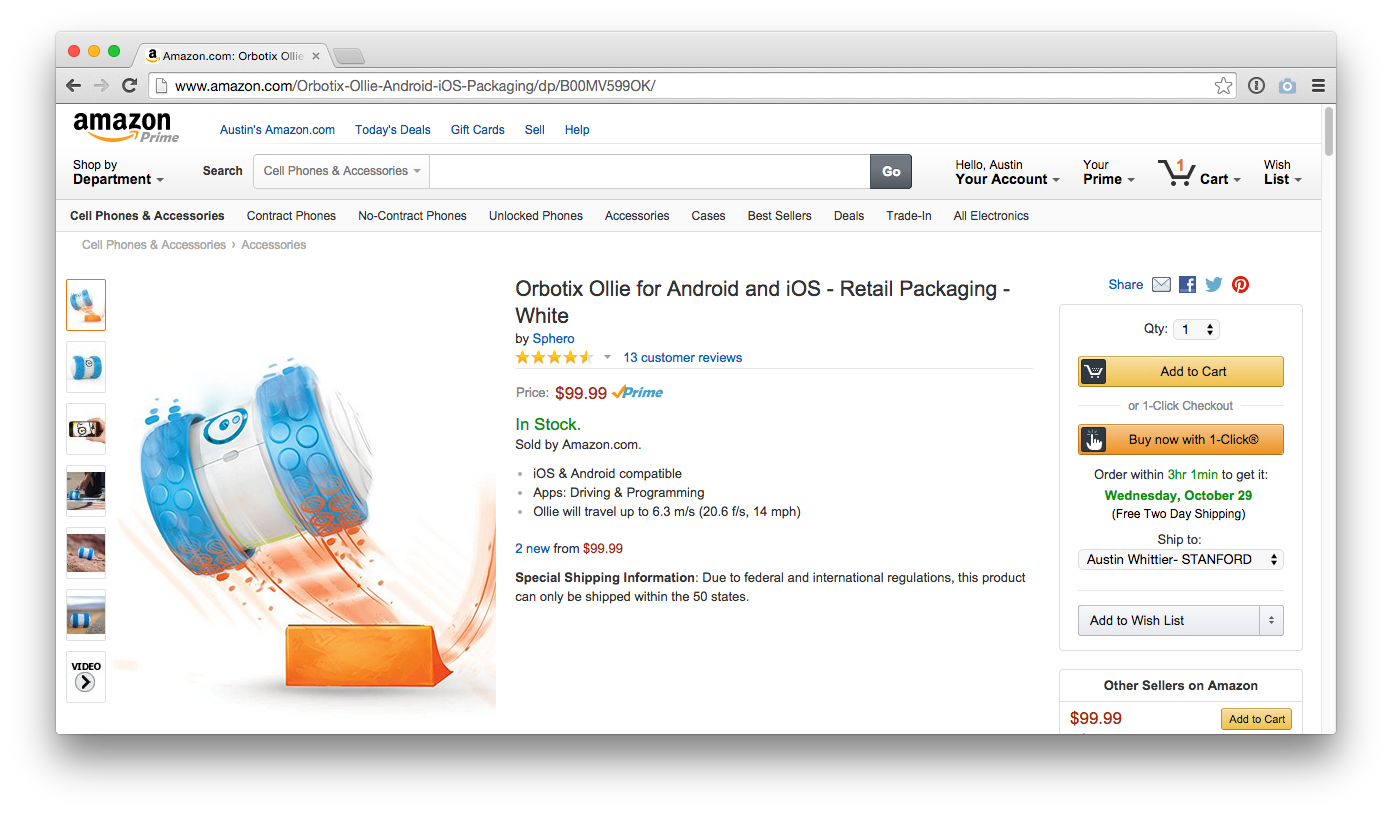 Amazon.com: Orbotix Ollie
www.amazon.com/Orbotix-Ollie-Android-iOS-Packaging/dp/B00MV599OK/
amazon Prime
Austin's Amazon.com Today's Deals Gift Cards Sell Help
Shop by
Department
Search
Cell Phones & Accessories
Go
Hello, Austin
Your Account
Your
Prime
1
Cart
Wish
List
Cell Phones & Accessories Contract Phones No-Contract Phones Unlocked Phones Accessories Cases Best Sellers Deals Trade-In All Electronics
Cell Phones & Accessories › Accessories
VIDEO
Orbotix Ollie for Android and iOS - Retail Packaging -
White
by Sphero
13 customer reviews
Price: $99.99 Prime
In Stock.
Sold by Amazon.com.
iOS & Android compatible
Apps: Driving & Programming
Ollie will travel up to 6.3 m/s (20.6 f/s, 14 mph)
2 new from $99.99
Special Shipping Information: Due to federal and international regulations, this product
can only be shipped within the 50 states.
Share
Qty: 1
Add to Cart
or 1-Click Checkout
Buy now with 1-Click®
Order within 3hr 1min to get it:
Wednesday, October 29
(Free Two Day Shipping)
Ship to:
Austin Whittier- STANFORD
Add to Wish List
Other Sellers on Amazon
$99.99
Add to Cart